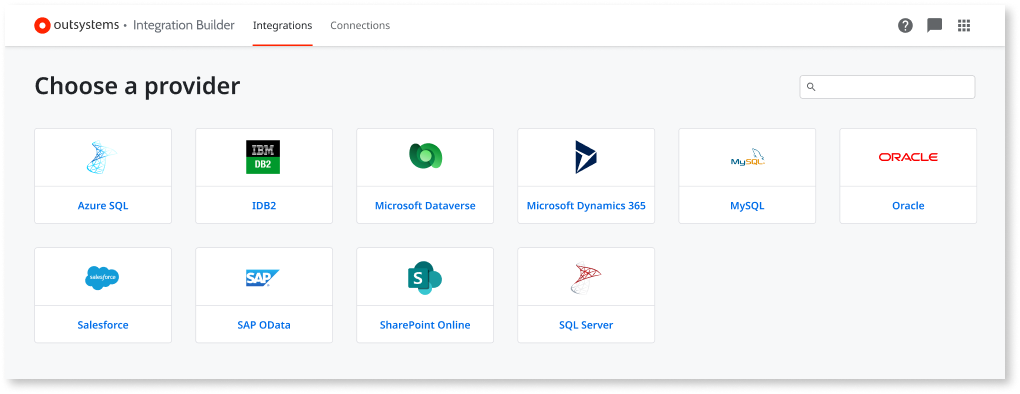 outsystems • Integration Builder Integrations Connections
Choose a provider
IBM
DB2
MySQL
ORACLE
Azure SQL IDB2 Microsoft Dataverse Microsoft Dynamics 365 MySQL Oracle
salesforce
SAP
S
Salesforce SAP OData SharePoint Online SQL Server